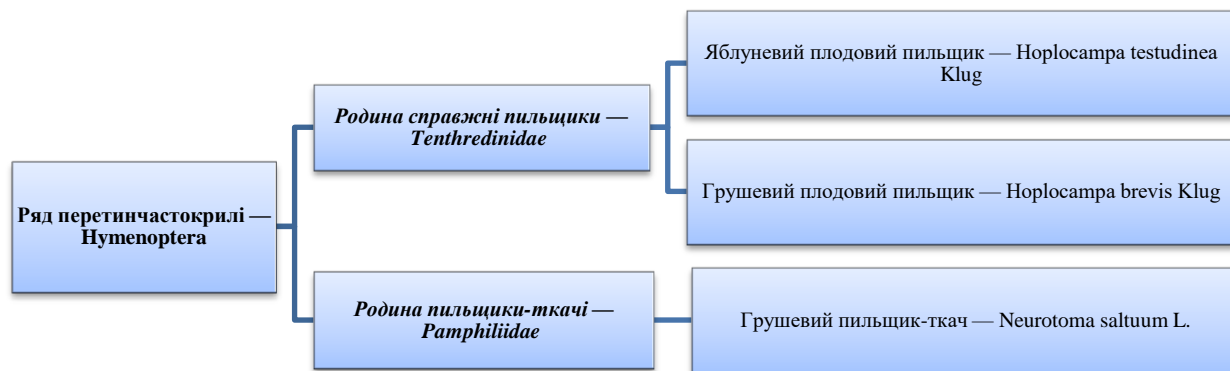 Яблуневий плодовий пильщик — Hoplocampa testudinea
Klug
Родина справжні пильщики —
Tenthredinidae
Грушевий плодовий пильщик — Hoplocampa brevis Klug
Ряд перетинчастокрилі —
Hymenoptera
Родина пильщики-ткачі —
Pamphiliidae
Грушевий пильщик-ткач — Neurotoma saltuum L.